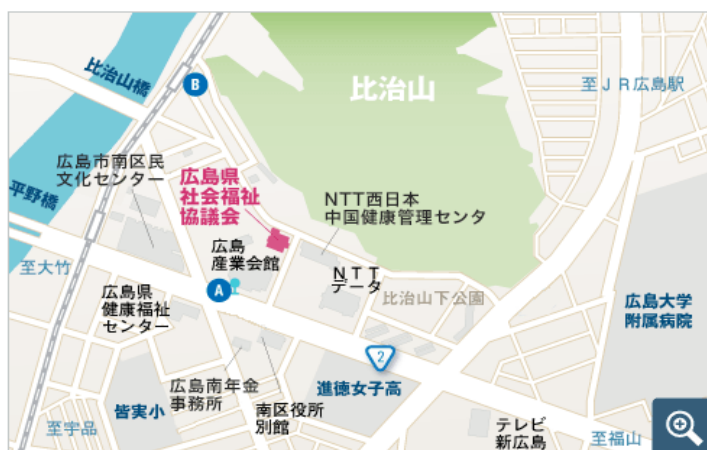 比治山橋
B
比治山
至ＪＲ広島駅
広島市南区民
文化センター
平野橋
広島県
社会福祉
協議会
NTT西日本
中国健康管理センタ
至大竹
A
広島
産業会館
NTT
データ
比治山下公園
広島県
健康福祉
センター
広島大学
附属病院
2
広島南年金
事務所
進徳女子高
皆実小
南区役所
別館
至宇品
テレビ
新広島
至福山